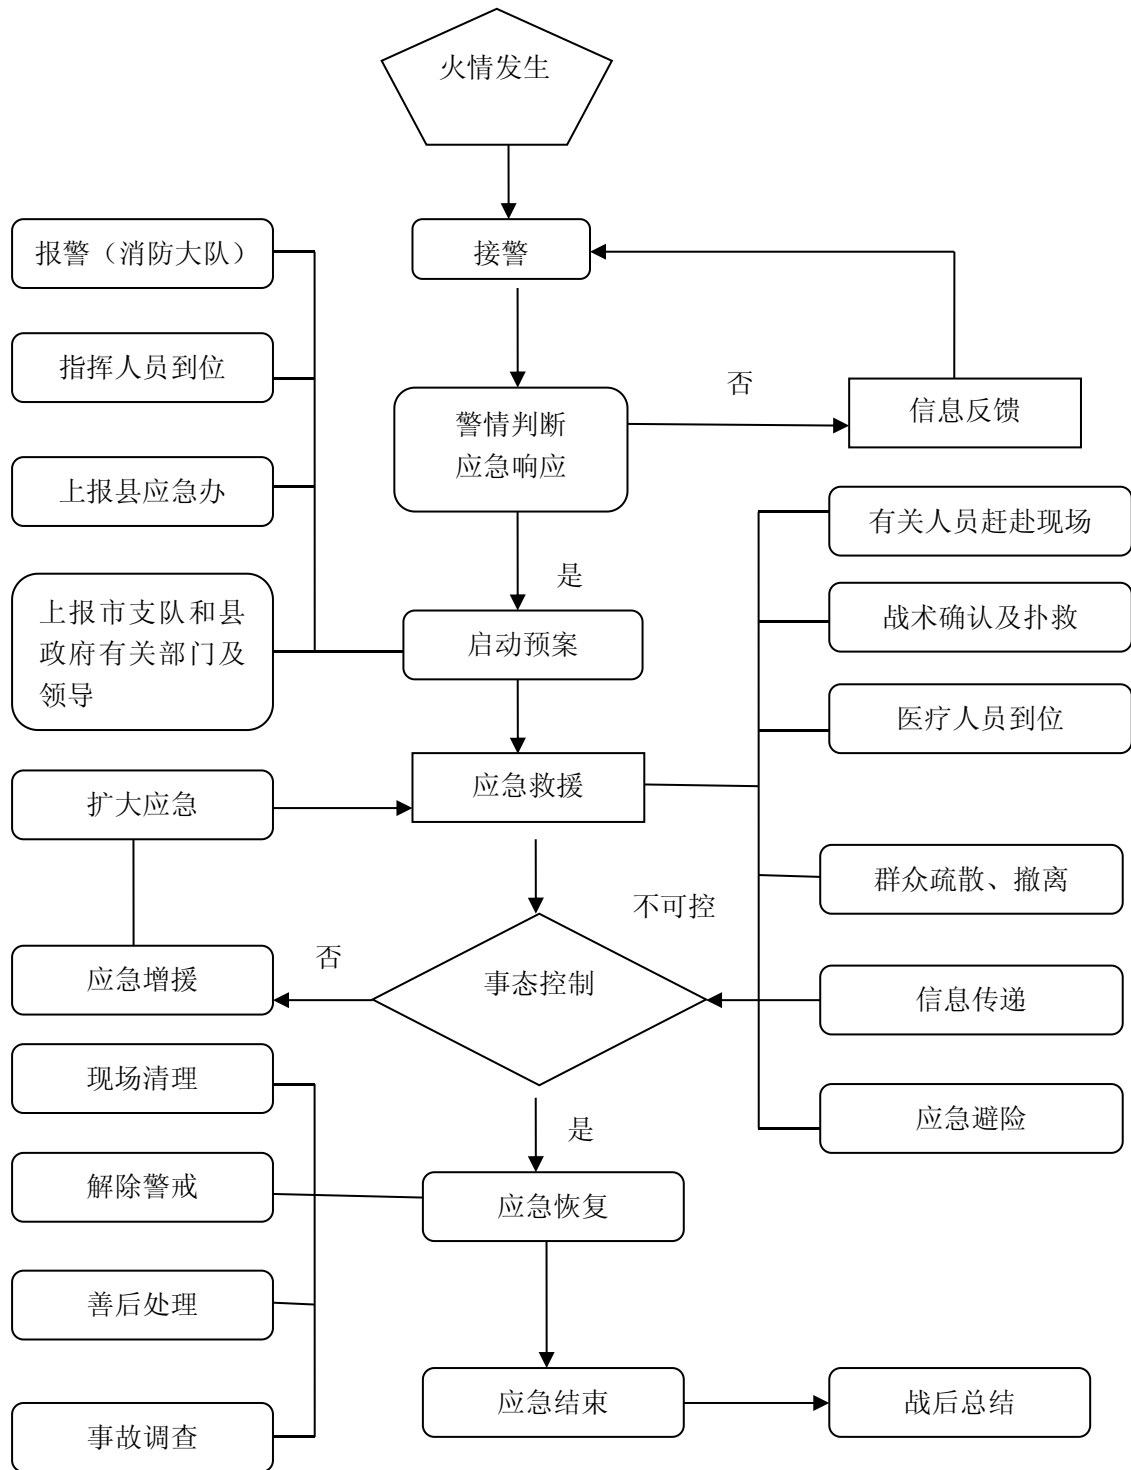 火情发生
报警（消防大队）
接警
指挥人员到位
否
信息反馈
警情判断
应急响应
上报县应急办
有关人员赶赴现场
是
上报市支队和县
政府有关部门及
领导
启动预案
战术确认及扑救
医疗人员到位
扩大应急
应急救援
群众疏散、撤离
不可控
否
应急增援
事态控制
信息传递
现场清理
是
应急避险
解除警戒
应急恢复
善后处理
应急结束
战后总结
事故调查